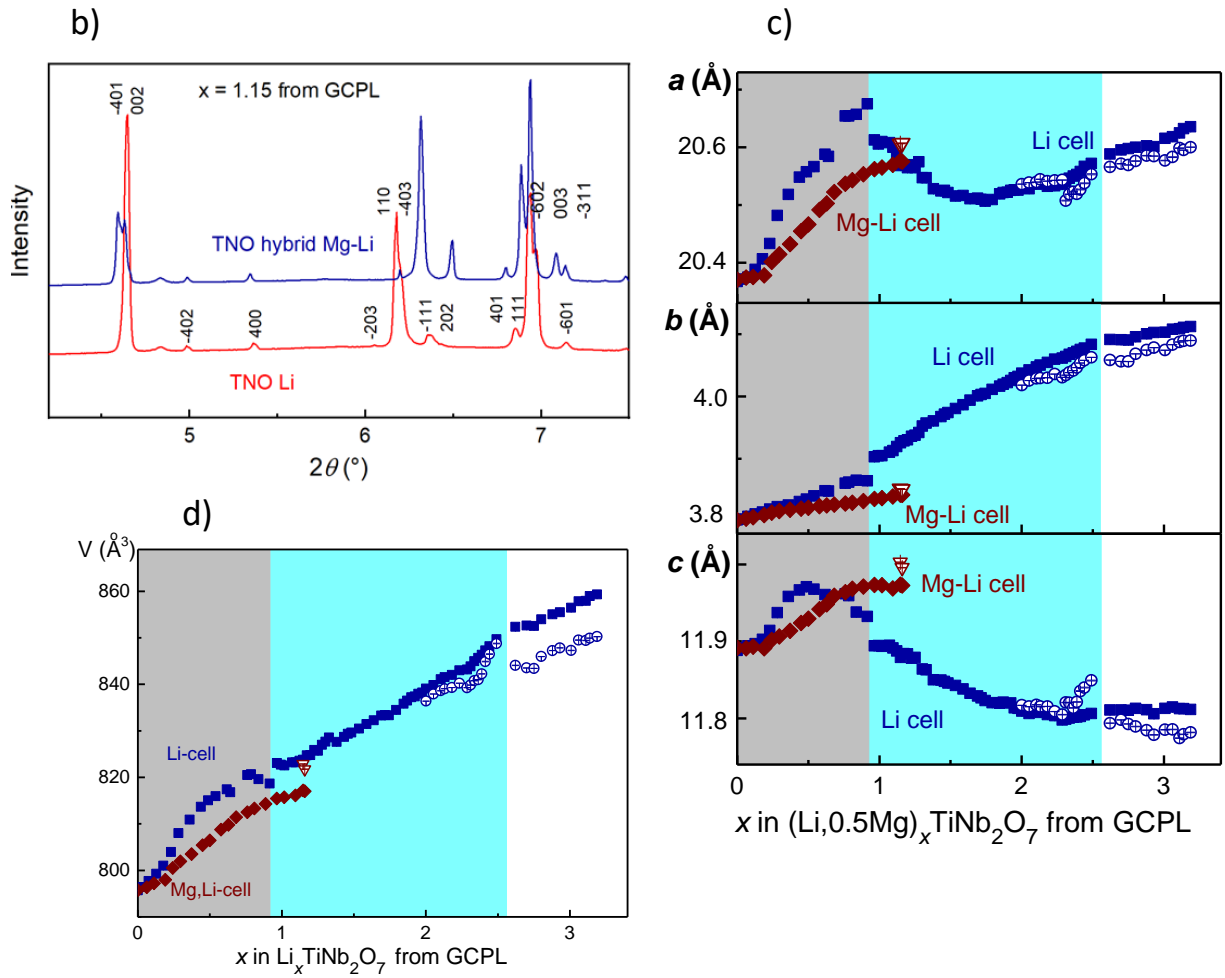 b)
x = 1.15 from GCPL
-401
002
110
-403
-602
003
-311
TNO hybrid Mg-Li
-402
400
-203
-111
202
401
111
-601
TNO Li
Intensity
5
6
7
2θ (°)
c)
a (Å)
20.6
20.4
Li cell
Mg-Li cell
b (Å)
4.0
3.8
Li cell
Mg-Li cell
c (Å)
11.9
11.8
Mg-Li cell
Li cell
0
1
2
3
x in (Li,0.5Mg)ₓTiNb₂O₇ from GCPL
d)
V (Å³)
860
840
820
800
Li-cell
Mg,Li-cell
0
1
2
3
x in LiₓTiNb₂O₇ from GCPL